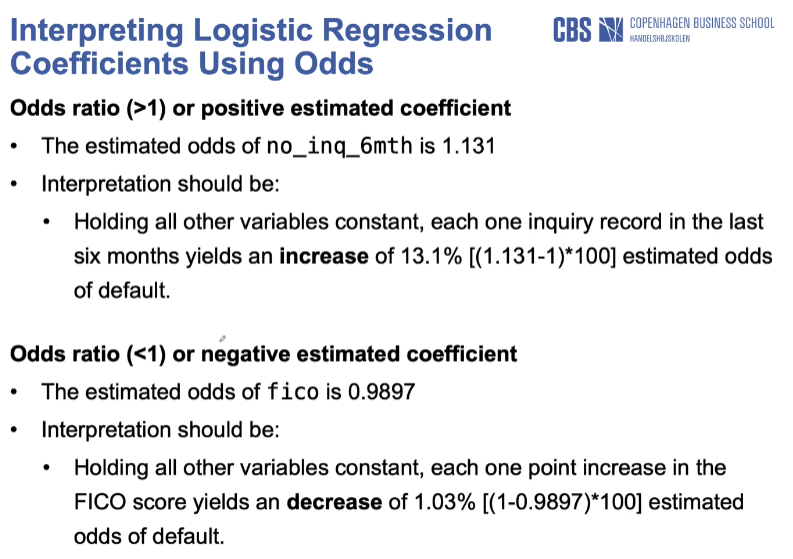 Interpreting Logistic Regression
Coefficients Using Odds
CBS COPENHAGEN BUSINESS SCHOOL
HANDELSHØJSKOLEN
Odds ratio (>1) or positive estimated coefficient
• The estimated odds of no_inq_6mth is 1.131
• Interpretation should be:
• Holding all other variables constant, each one inquiry record in the last
six months yields an increase of 13.1% [(1.131-1)*100] estimated odds
of default.
Odds ratio (<1) or negative estimated coefficient
• The estimated odds of fico is 0.9897
• Interpretation should be:
• Holding all other variables constant, each one point increase in the
FICO score yields an decrease of 1.03% [(1-0.9897)*100] estimated
odds of default.